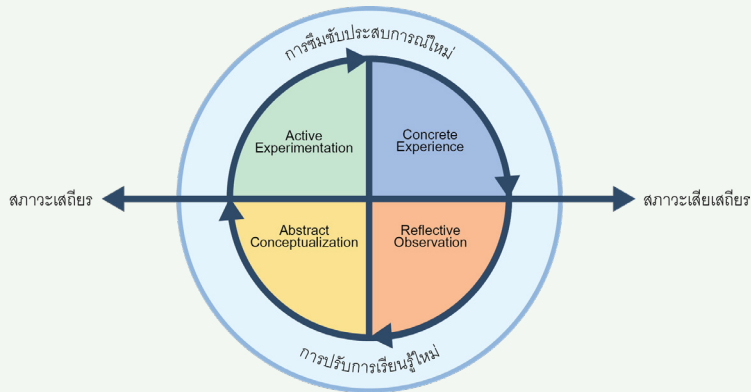 การซึมซับประสบการณ์ใหม่
Active
Experimentation
Concrete
Experience
สภาวะเสถียร
สภาวะเสียเสถียร
Abstract
Conceptualization
Reflective
Observation
การปรับการเรียนรู้ใหม่